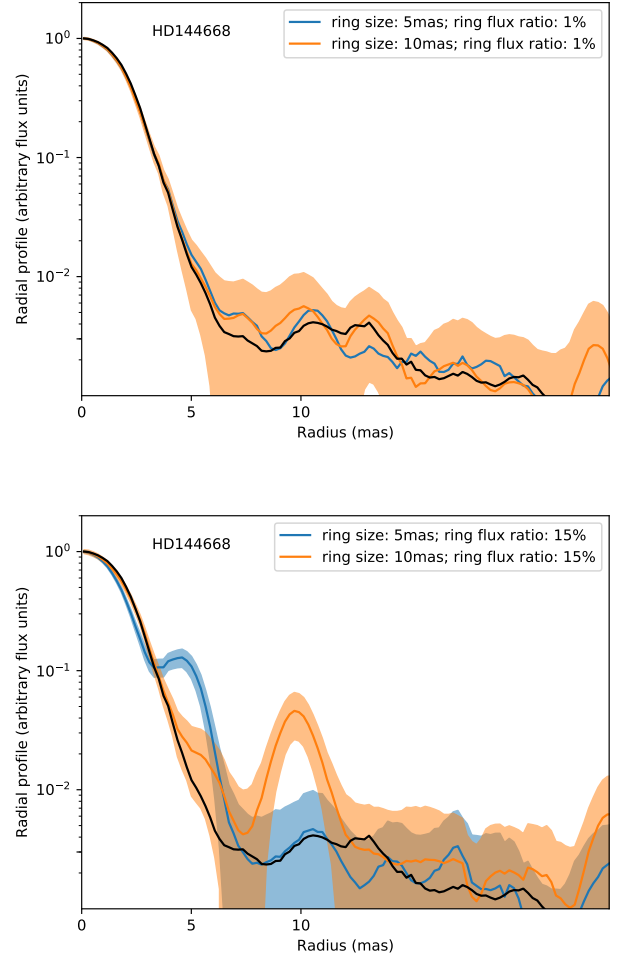 HD144668
ring size: 5mas; ring flux ratio: 1%
ring size: 10mas; ring flux ratio: 1%
10^0
10^-1
10^-2
Radial profile (arbitrary flux units)
0 5 10
Radius (mas)
HD144668
ring size: 5mas; ring flux ratio: 15%
ring size: 10mas; ring flux ratio: 15%
10^0
10^-1
10^-2
Radial profile (arbitrary flux units)
0 5 10
Radius (mas)